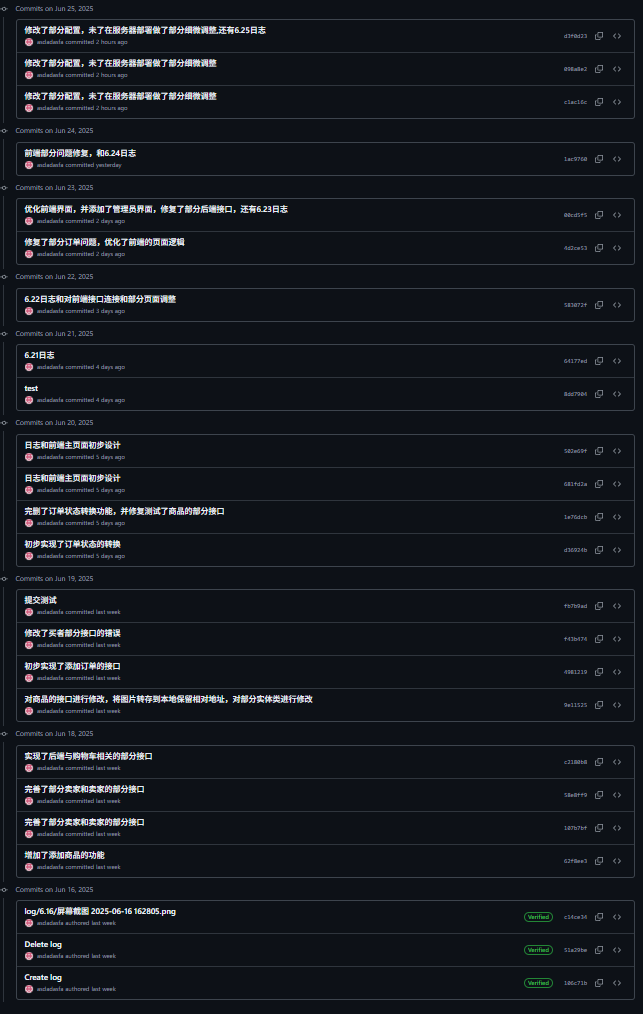 Commits on Jun 25, 2025
修改了部分配置，未了在服务器部署做了部分细微调整,还有6.25日志
asdadasfa committed 2 hours ago
d3f0d23
修改了部分配置，未了在服务器部署做了部分细微调整
asdadasfa committed 2 hours ago
098a8e2
修改了部分配置，未了在服务器部署做了部分细微调整
asdadasfa committed 2 hours ago
c1ac16c
Commits on Jun 24, 2025
前端部分问题修复，和6.24日志
asdadasfa committed yesterday
1ac9760
Commits on Jun 23, 2025
优化前端界面，并添加了管理员界面，修复了部分后端接口，还有6.23日志
asdadasfa committed 2 days ago
00cd5f5
修复了部分订单问题，优化了前端的页面逻辑
asdadasfa committed 2 days ago
4d2ce53
Commits on Jun 22, 2025
6.22日志和对前端接口连接和部分页面调整
asdadasfa committed 3 days ago
583072f
Commits on Jun 21, 2025
6.21日志
asdadasfa committed 4 days ago
64177ed
test
asdadasfa committed 4 days ago
8dd7904
Commits on Jun 20, 2025
日志和前端主页面初步设计
asdadasfa committed 5 days ago
502e69f
日志和前端主页面初步设计
asdadasfa committed 5 days ago
681fd2a
完删了订单状态转换功能，并修复测试了商品的部分接口
asdadasfa committed 5 days ago
1e76dcb
初步实现了订单状态的转换
asdadasfa committed 5 days ago
d36924b
Commits on Jun 19, 2025
提交测试
asdadasfa committed last week
fb7b9ad
修改了买者部分接口的错误
asdadasfa committed last week
f43b474
初步实现了添加订单的接口
asdadasfa committed last week
4981219
对商品的接口进行修改，将图片转存到本地保留相对地址，对部分实体类进行修改
asdadasfa committed last week
9e11525
Commits on Jun 18, 2025
实现了后端与购物车相关的部分接口
asdadasfa committed last week
c2180b8
完善了部分卖家和卖家的部分接口
asdadasfa committed last week
58e8ff9
完善了部分卖家和卖家的部分接口
asdadasfa committed last week
107b7bf
增加了添加商品的功能
asdadasfa committed last week
62f8ee3
Commits on Jun 16, 2025
log/6.16/屏幕截图 2025-06-16 162805.png
asdadasfa authored last week
Verified
c14ce34
Delete log
asdadasfa authored last week
Verified
51a29be
Create log
asdadasfa authored last week
Verified
106c71b